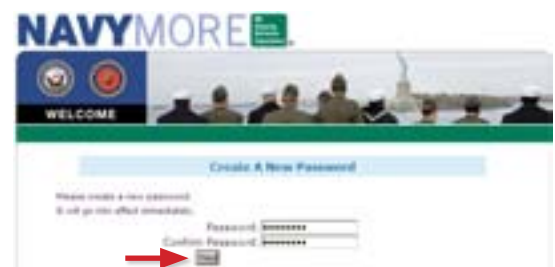 NAVYMORE
WELCOME
Create A New Password
Please create a new password.
It will go into effect immediately.
Password
Confirm Password